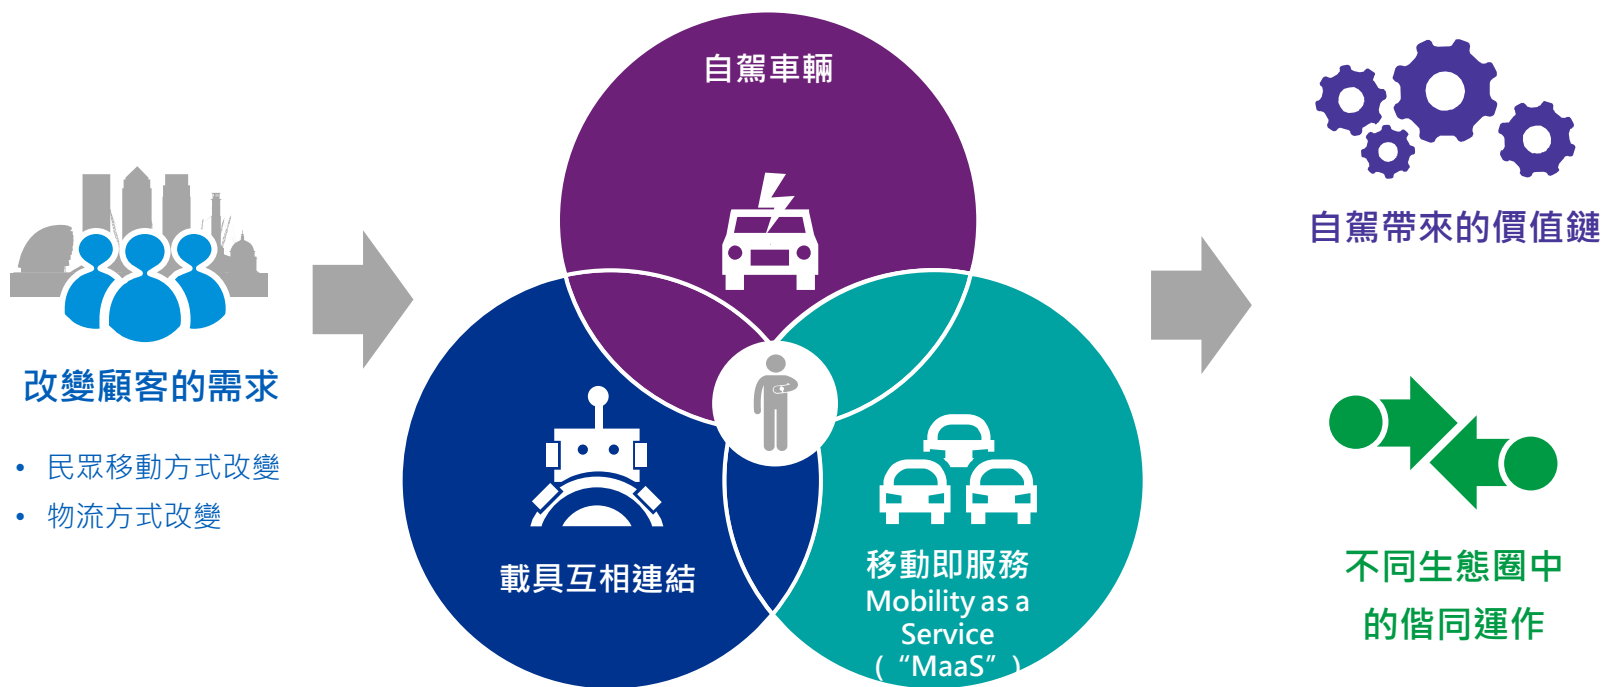 改變顧客的需求
• 民眾移動方式改變
• 物流方式改變
自駕車輛
載具互相連結
移動即服務
Mobility as a
Service
(“MaaS”)
自駕帶來的價值鏈
不同生態圈中
的偕同運作